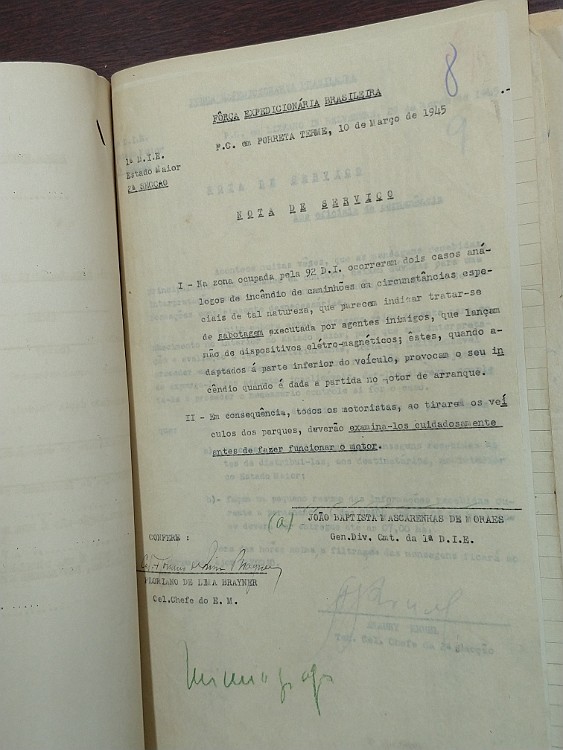 8
FÔRÇA EXPEDICIONÁRIA BRASILEIRA
P.C. em PORRETA TERME, 10 de Março de 1945
1ª D.I.E.
Estado Maior
2ª SECÇÃO
NOTA DE SERVIÇO
I - Na zona ocupada pela 92 D.I. ocorreram dois casos aná-
logos de incêndio de caminhões em circunstâncias espe-
ciais de tal natureza, que parecem indicar tratar-se
de sabotagem executada por agentes inimigos, que lançam
mão de dispositivos elétro-magnéticos; êstes, quando a-
daptados à parte inferior do veículo, provocam o seu in
cêndio quando é dada a partida no motor de arranque.
II - Em consequência, todos os motoristas, ao tirarem os veí
culos dos parques, deverão examina-los cuidadosamente
antes de fazer funcionar o motor.
(a) JOÃO BAPTISTA MASCARENHAS DE MORAES
Gen.Div. Cmt. da 1ª D.I.E.
CONFERE :
FLORIANO DE LIMA BRAYNER
Cel.Chefe do E. M.